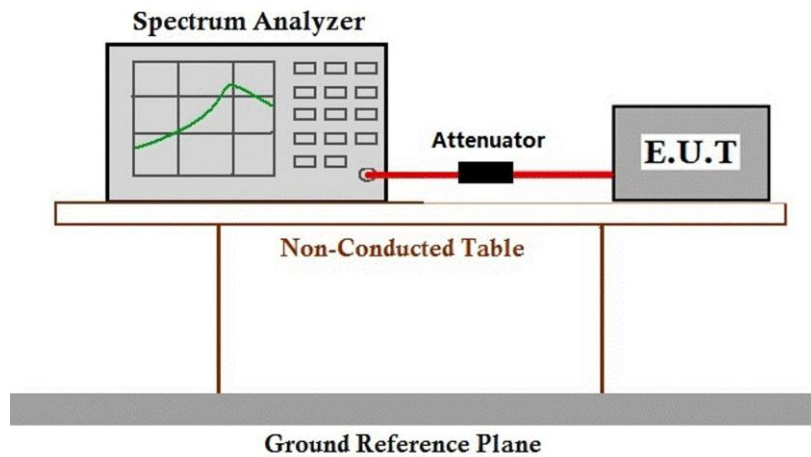 Spectrum Analyzer
Attenuator
E.U.T
Non-Conducted Table
Ground Reference Plane